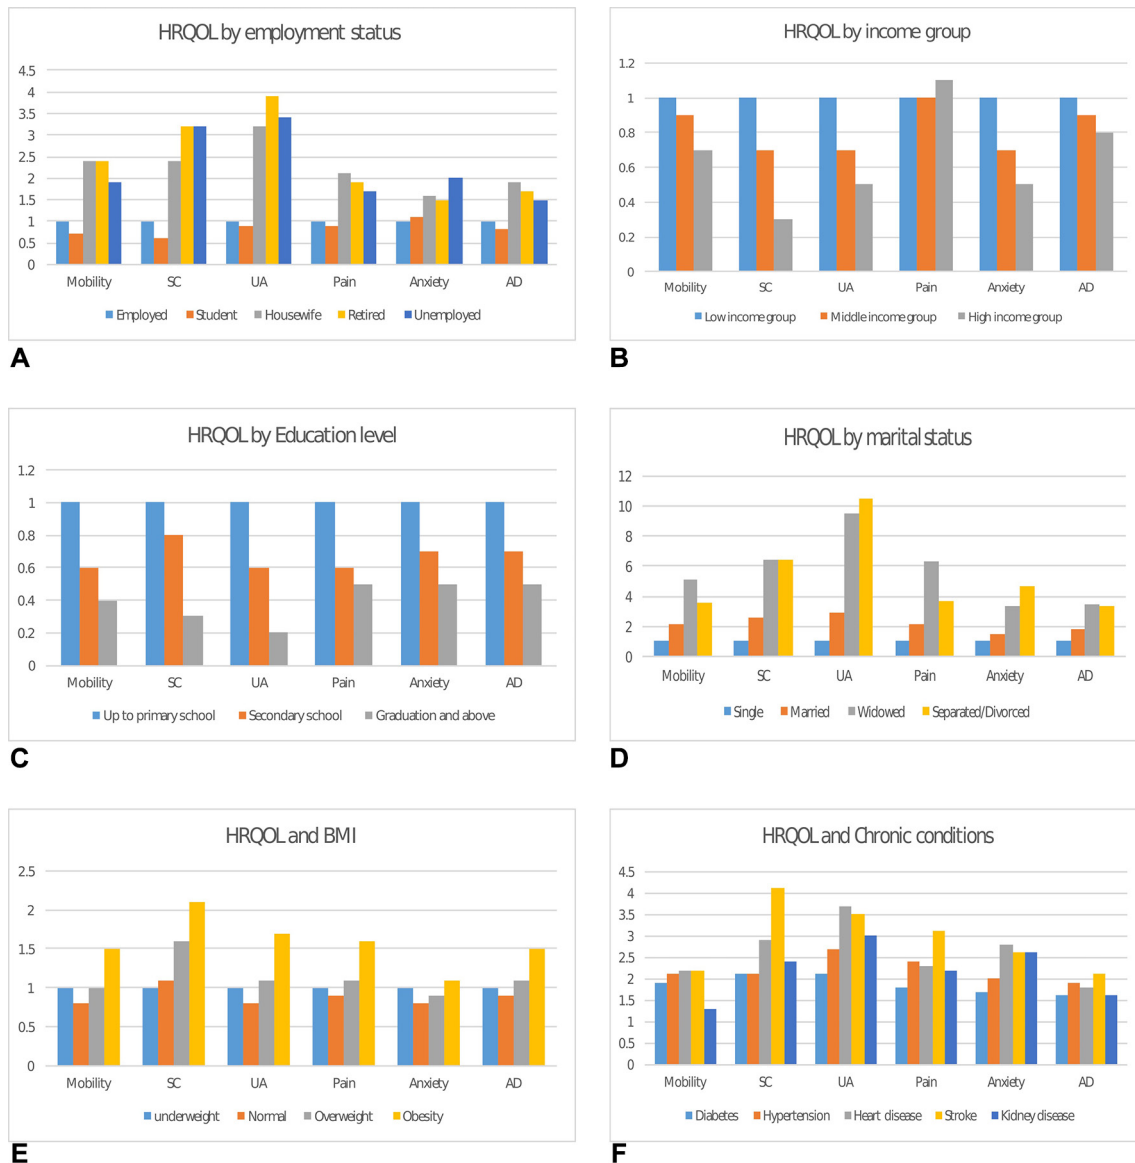 HRQOL by employment status
4.5
4
3.5
3
2.5
2
1.5
1
0.5
0
Mobility SC UA Pain Anxiety AD
Employed Student Housewife Retired Unemployed
A
HRQOL by income group
1.2
1
0.8
0.6
0.4
0.2
0
Mobility SC UA Pain Anxiety AD
Low income group Middle income group High income group
B
HRQOL by Education level
1.2
1
0.8
0.6
0.4
0.2
0
Mobility SC UA Pain Anxiety AD
Up to primary school Secondary school Graduation and above
C
HRQOL by marital status
12
10
8
6
4
2
0
Mobility SC UA Pain Anxiety AD
Single Married Widowed Separated/Divorced
D
HRQOL and BMI
2.5
2
1.5
1
0.5
0
Mobility SC UA Pain Anxiety AD
underweight Normal Overweight Obesity
E
HRQOL and Chronic conditions
4.5
4
3.5
3
2.5
2
1.5
1
0.5
0
Mobility SC UA Pain Anxiety AD
Diabetes Hypertension Heart disease Stroke Kidney disease
F